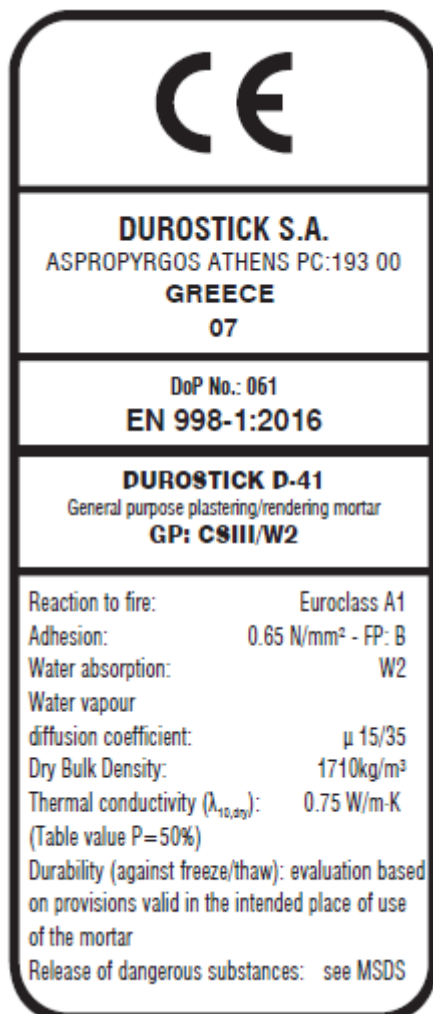 CE
DUROSTICK S.A.
ASPROPYRGOS ATHENS PC:193 00
GREECE
07
DoP No.: 061
EN 998-1:2016
DUROSTICK D-41
General purpose plastering/rendering mortar
GP: CSIII/W2
Reaction to fire: Euroclass A1
Adhesion: 0.65 N/mm² - FP: B
Water absorption: W2
Water vapour
diffusion coefficient: μ 15/35
Dry Bulk Density: 1710kg/m³
Thermal conductivity (λ10,dry): 0.75 W/m·K
(Table value P=50%)
Durability (against freeze/thaw): evaluation based
on provisions valid in the intended place of use
of the mortar
Release of dangerous substances: see MSDS